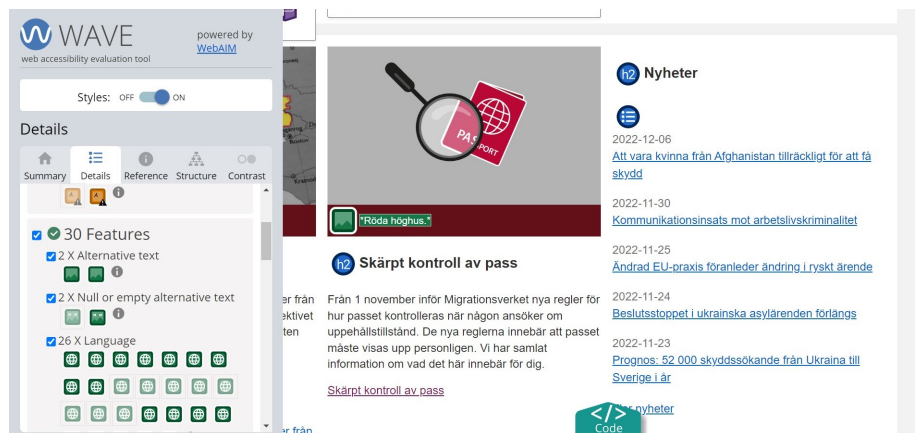 WAVE
web accessibility evaluation tool
powered by
WebAIM
Styles: OFF ON
Details
Summary Details Reference Structure Contrast
30 Features
2 X Alternative text
2 X Null or empty alternative text
26 X Language
er från
ektivet
ten
er från
PASSPORT
*Röda höghus.*
h2 Skärpt kontroll av pass
Från 1 november inför Migrationsverket nya regler för
hur passet kontrolleras när någon ansöker om
uppehållstillstånd. De nya reglerna innebär att passet
måste visas upp personligen. Vi har samlat
information om vad det här innebär för dig.
Skärpt kontroll av pass
h2 Nyheter
2022-12-06
Att vara kvinna från Afghanistan tillräckligt för att få
skydd
2022-11-30
Kommunikationsinsats mot arbetslivskriminalitet
2022-11-25
Ändrad EU-praxis föranleder ändring i ryskt ärende
2022-11-24
Beslutsstoppet i ukrainska asylärenden förlängs
2022-11-23
Prognos: 52 000 skyddssökande från Ukraina till
Sverige i år
nyheter
</> Code